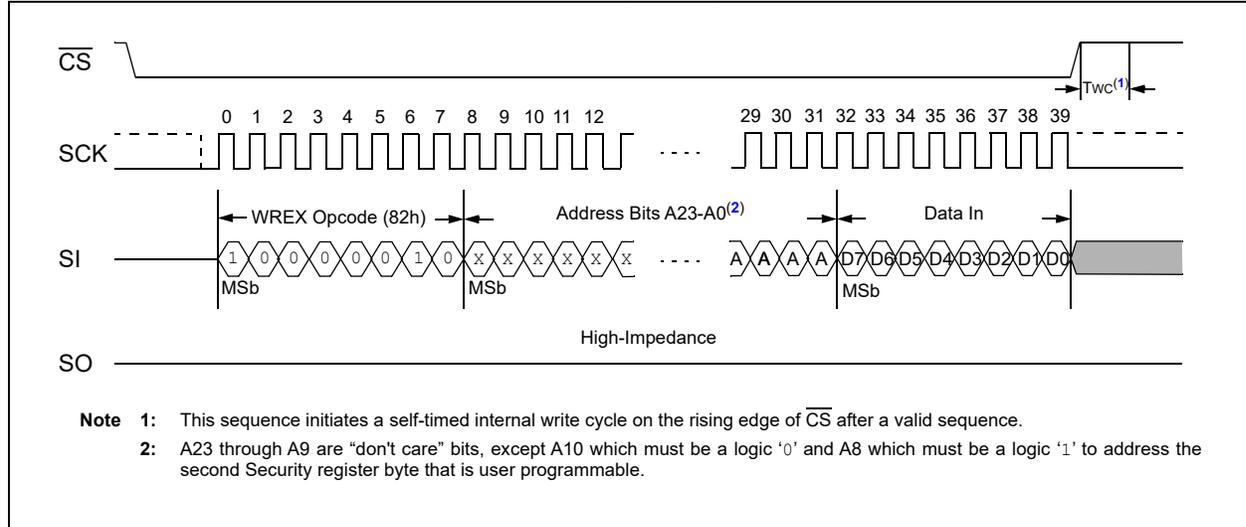 CS
TWC(1)
0 1 2 3 4 5 6 7 8 9 10 11 12 29 30 31 32 33 34 35 36 37 38 39
SCK
WREX Opcode (82h) Address Bits A23-A0(2) Data In
SI 1 0 0 0 0 0 1 0 X X X X X X A A A A D7 D6 D5 D4 D3 D2 D1 D0
MSb MSb MSb
High-Impedance
SO
Note 1: This sequence initiates a self-timed internal write cycle on the rising edge of CS after a valid sequence.
2: A23 through A9 are “don't care” bits, except A10 which must be a logic ‘0’ and A8 which must be a logic ‘1’ to address the
second Security register byte that is user programmable.